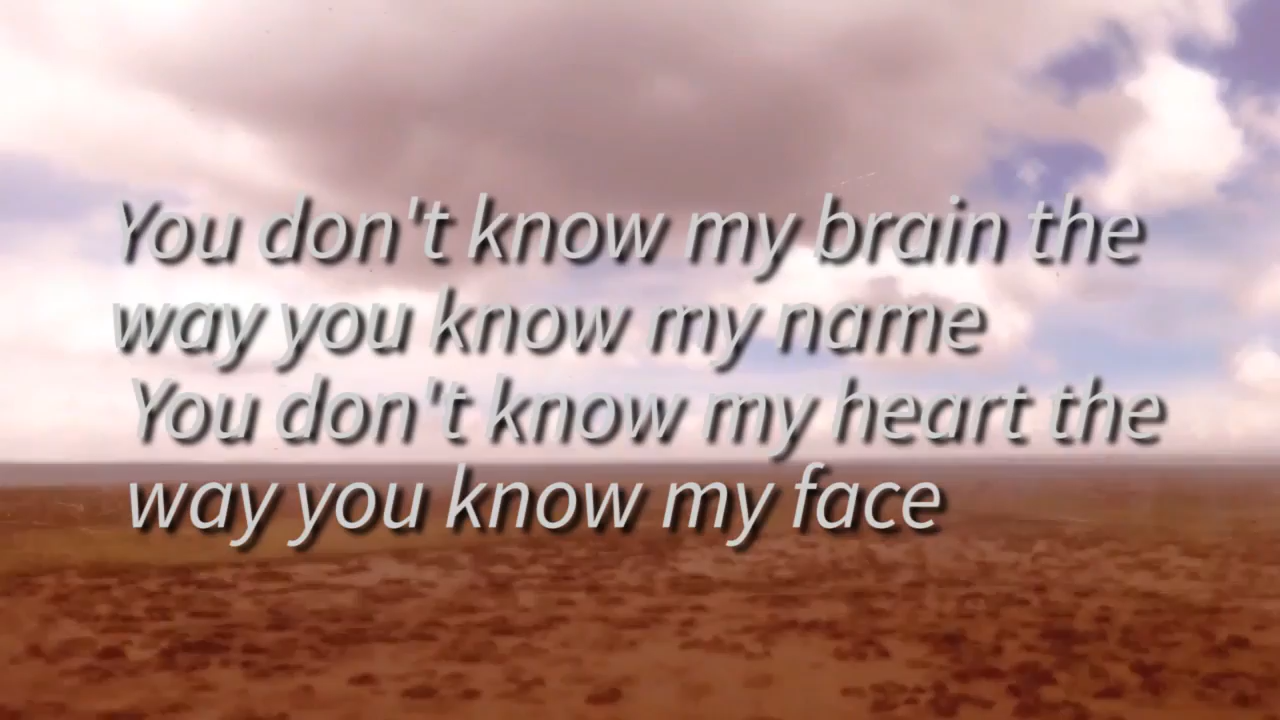 You don't know my brain the
way you know my name
You don't know my heart the
way you know my face